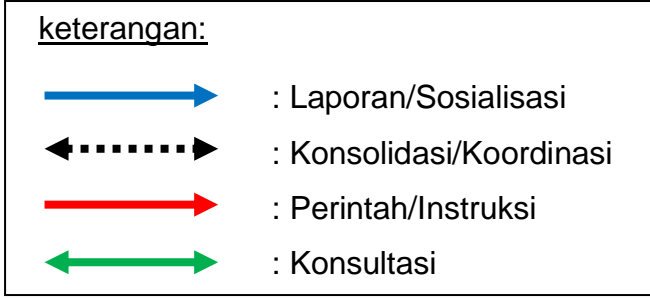 keterangan:
: Laporan/Sosialisasi
: Konsolidasi/Koordinasi
: Perintah/Instruksi
: Konsultasi